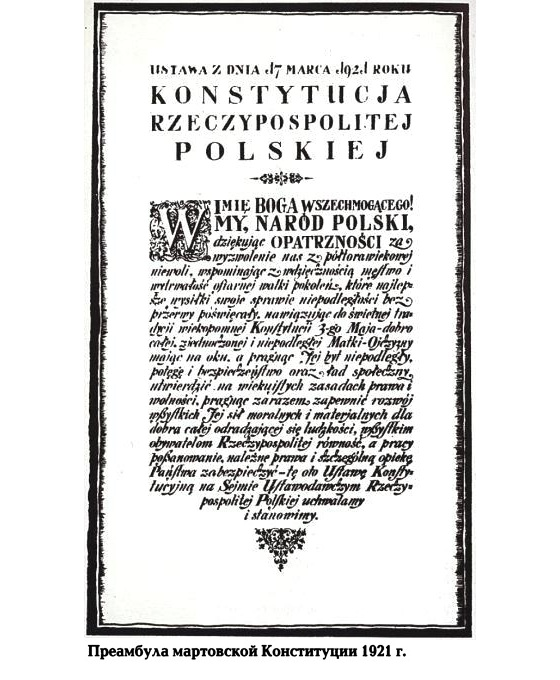 USTAWA Z DNIA 17 MARCA 1921 ROKU
KONSTYTUCJA
RZECZYPOSPOLITEJ
POLSKIEJ
W IMIĘ BOGA WSZECHMOGĄCEGO!
MY, NARÓD POLSKI,
dziękując OPATRZNOŚCI za
wyzwolenie nas z półtorawiekowej
niewoli, wspominając z wdzięcznością męstwo i
wytrwałość ofiarnej walki pokoleń, które najlep-
sze wysiłki swoje sprawie niepodległości bez
przerwy poświęcały, nawiązując do świetnej tra-
dycji wiekopomnej Konstytucji 3-go Maja-dobro
całej, zjednoczonej i niepodległej Matki-Ojczyzny
mając na oku, a pragnąc Jej byt niepodległy,
potęgę i bezpieczeństwo oraz ład społeczny,
utwierdzić na wiekuistych zasadach prawa i
wolności, pragnąc zarazem zapewnić rozwój
wszystkich Jej sił moralnych i materjalnych dla
dobra całej odradzającej się ludzkości, wszystkim
obywatelom Rzeczypospolitej równość, a pracy
poszanowanie, należne prawa i szczególną opiekę
Państwa zabezpieczyć-tę oto Ustawę Konsty-
tucyjną na Sejmie Ustawodawczym Rzeczy-
pospolitej Polskiej uchwalamy
i stanowimy.
Преамбула мартовской Конституции 1921 г.